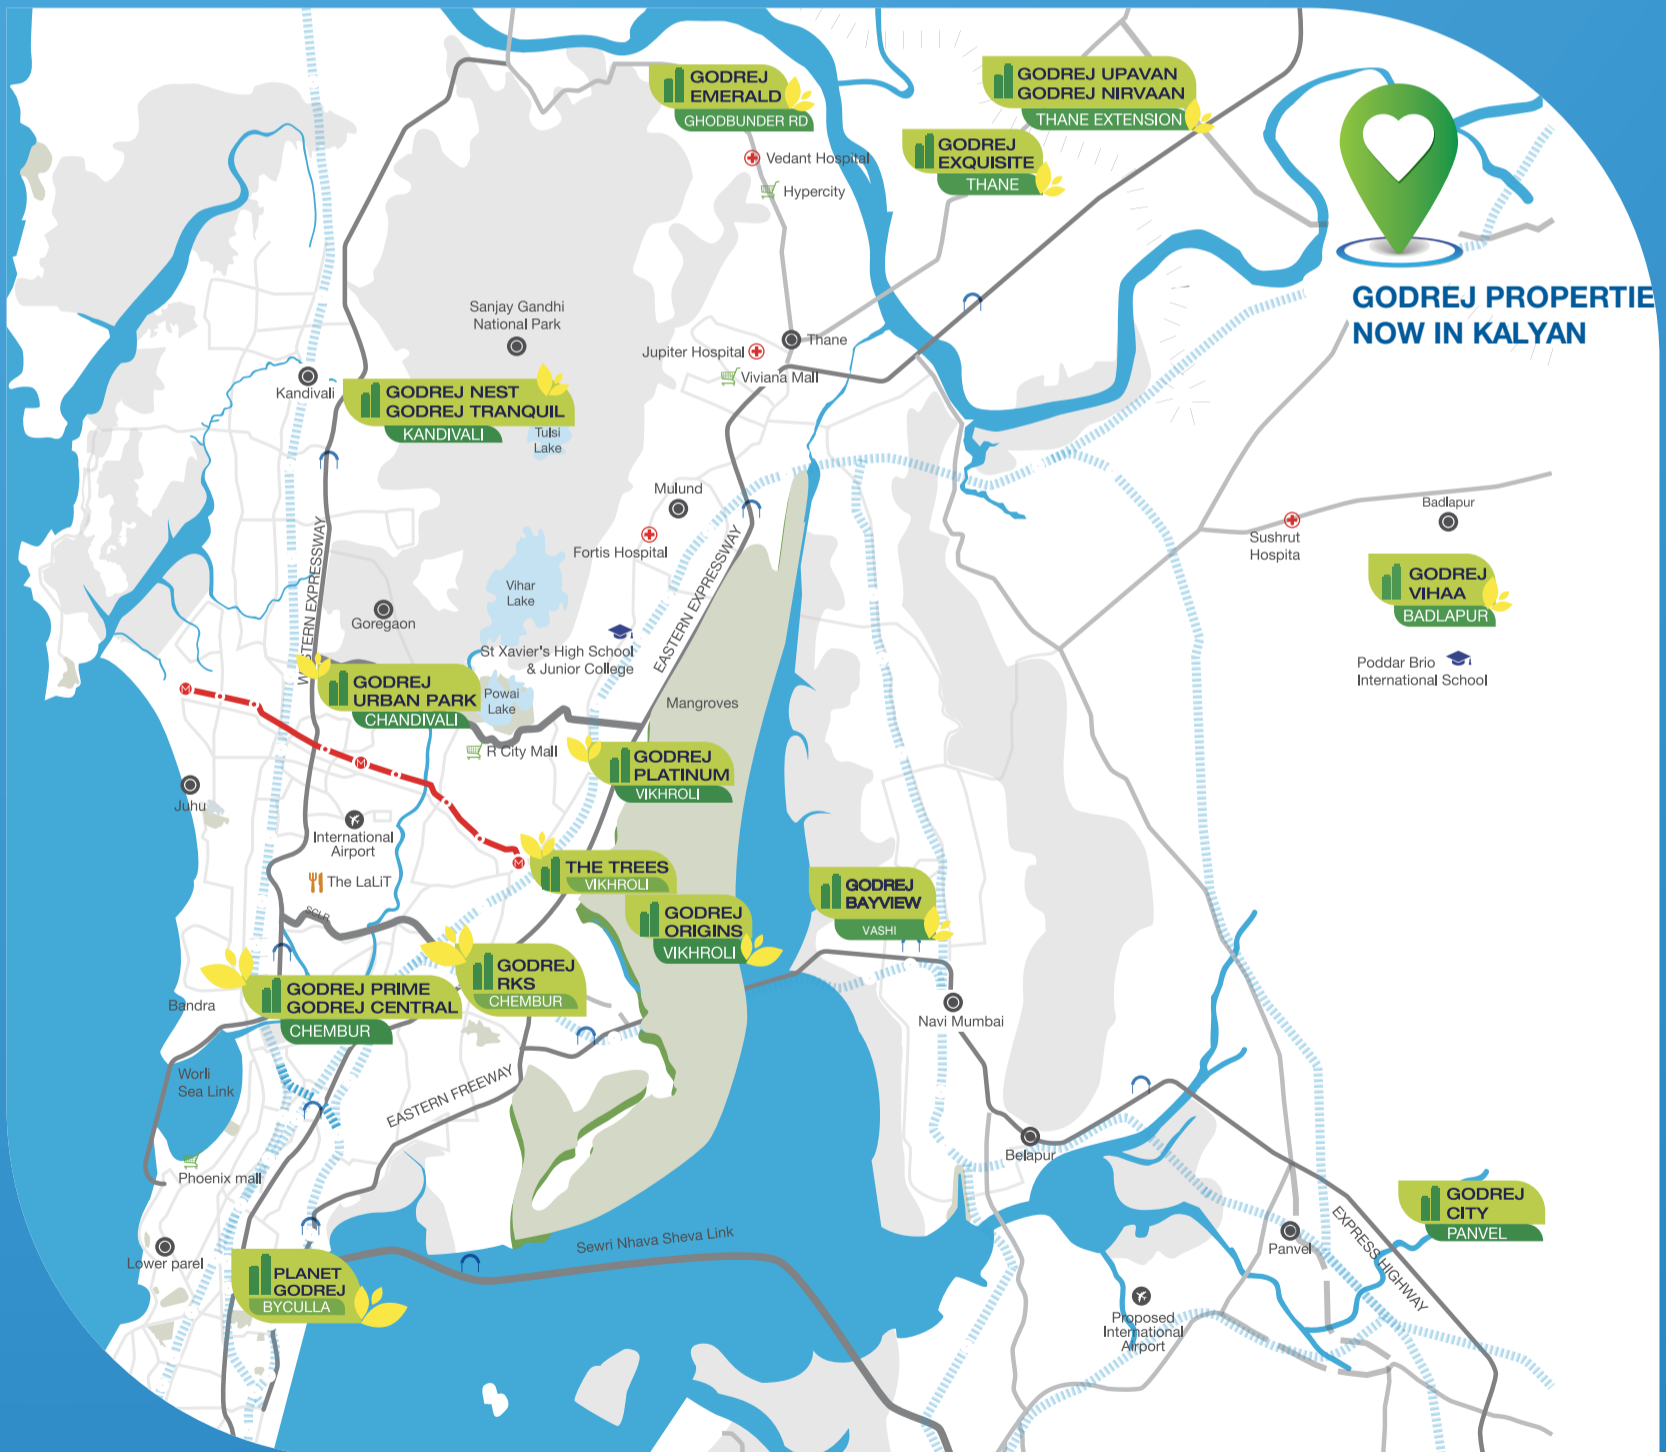 GODREJ
EMERALD
GHODBUNDER RD
GODREJ UPAVAN
GODREJ NIRVAAN
THANE EXTENSION
GODREJ
EXQUISITE
THANE
Vedant Hospital
Hypercity
GODREJ PROPERTIE
NOW IN KALYAN
Sanjay Gandhi
National Park
Thane
Jupiter Hospital
Viviana Mall
Kandivali
GODREJ NEST
GODREJ TRANQUIL
KANDIVALI
Tulsi
Lake
Mulund
Fortis Hospital
Badlapur
Sushrut
Hospita
GODREJ
VIHAA
BADLAPUR
Poddar Brio
International School
WESTERN EXPRESSWAY
EASTERN EXPRESSWAY
Vihar
Lake
Goregaon
St Xavier's High School
& Junior College
GODREJ
URBAN PARK
CHANDIVALI
Powai
Lake
Mangroves
M
R City Mall
GODREJ
PLATINUM
VIKHROLI
M
Juhu
International
Airport
The LaLiT
M
THE TREES
VIKHROLI
SCLR
GODREJ
ORIGINS
VIKHROLI
GODREJ
BAYVIEW
VASHI
GODREJ
RKS
CHEMBUR
GODREJ PRIME
GODREJ CENTRAL
CHEMBUR
Bandra
Navi Mumbai
Worli
Sea Link
EASTERN FREEWAY
Belapur
Phoenix mall
GODREJ
CITY
PANVEL
Panvel
EXPRESS HIGHWAY
Sewri Nhava Sheva Link
Lower parel
PLANET
GODREJ
BYCULLA
Proposed
International
Airport